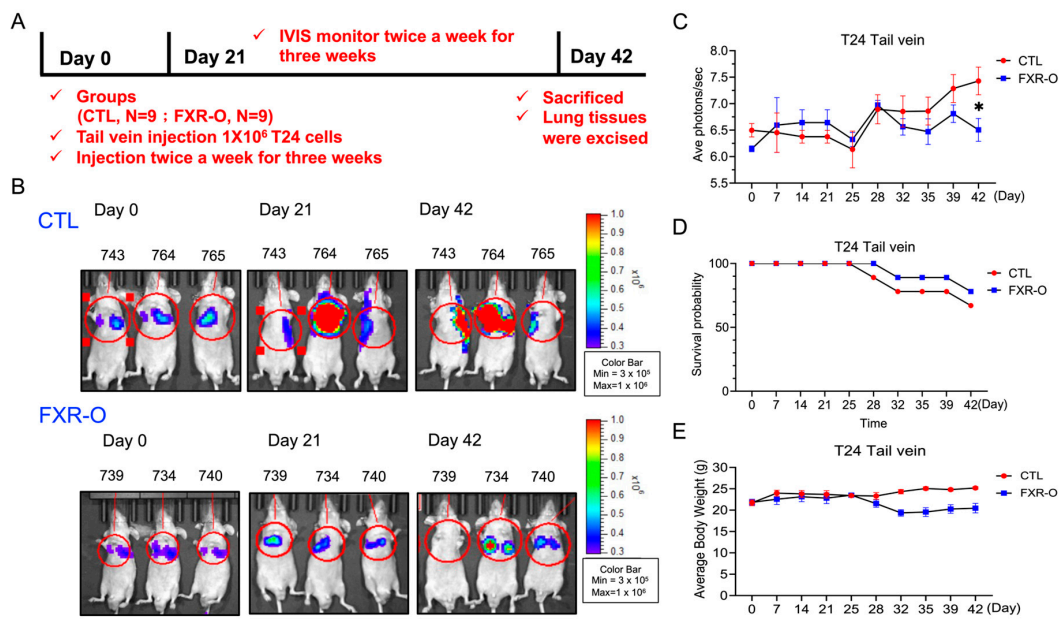 A
Day 0
Day 21
✓ IVIS monitor twice a week for
three weeks
Day 42
✓ Groups
(CTL, N=9 ; FXR-O, N=9)
✓ Tail vein injection 1X10⁶ T24 cells
✓ Injection twice a week for three weeks
✓ Sacrificed
✓ Lung tissues
were excised
B
CTL
Day 0
Day 21
Day 42
743 764 765
743 764 765
743 764 765
1.0
0.9
0.8
0.7
0.6
0.5
0.4
0.3
x10⁶
Color Bar
Min = 3 x 10⁵
Max=1 x 10⁶
FXR-O
Day 0
Day 21
Day 42
739 734 740
739 734 740
739 734 740
1.0
0.9
0.8
0.7
0.6
0.5
0.4
0.3
x10⁶
Color Bar
Min = 3 x 10⁵
Max=1 x 10⁶
C
T24 Tail vein
CTL
FXR-O
*
Ave photons/sec
8.0
7.5
7.0
6.5
6.0
5.5
0 7 14 21 25 28 32 35 39 42 (Day)
D
T24 Tail vein
CTL
FXR-O
Survival probability
100
50
0
0 7 14 21 25 28 32 35 39 42 (Day)
Time
E
T24 Tail vein
CTL
FXR-O
Average Body Weight (g)
30
25
20
15
10
5
0
0 7 14 21 25 28 32 35 39 42 (Day)